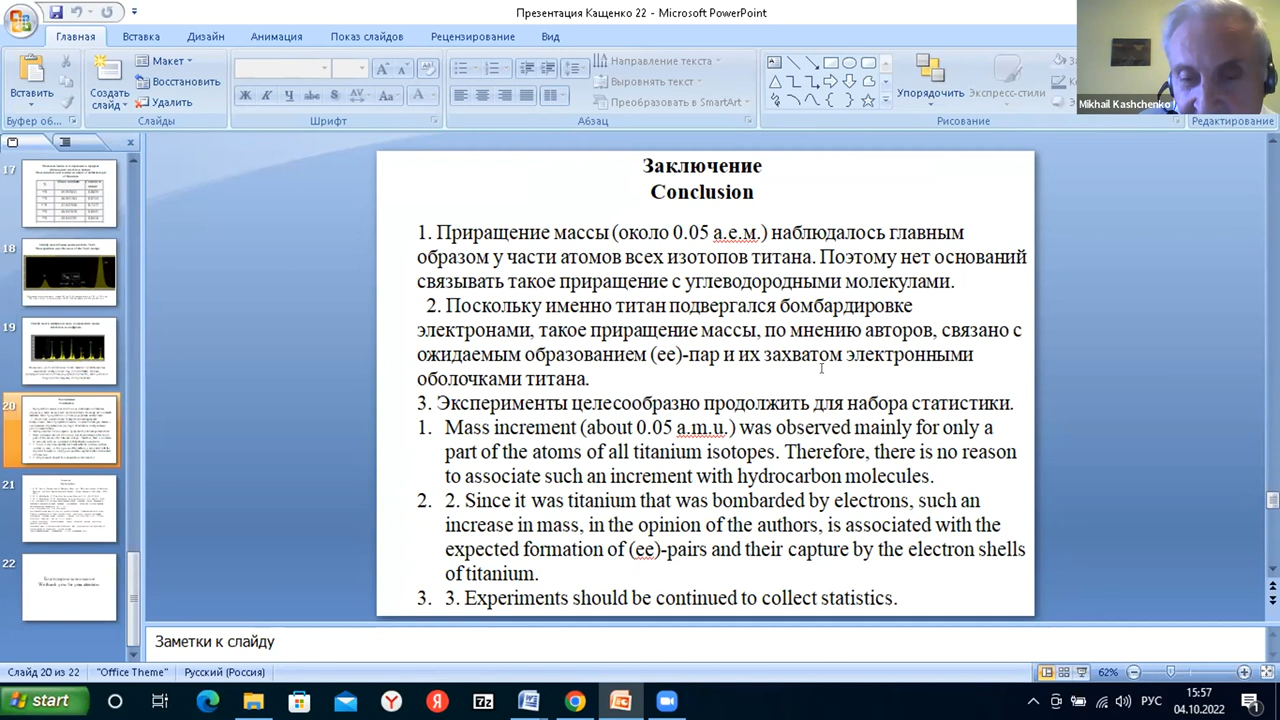 Презентация Кащенко 22 - Microsoft PowerPoint
Главная
Вставка
Дизайн
Анимация
Показ слайдов
Рецензирование
Вид
Вставить
Буфер об...
Создать слайд
Макет
Восстановить
Удалить
Слайды
Шрифт
Направление текста
Выровнять текст
Преобразовать в SmartArt
Абзац
Упорядочить
Экспресс-стили
Рисование
Редактирование
Mikhail Kashchenko
17
18
19
20
21
22
Заключение
Conclusion
1. Приращение массы (около 0.05 а.е.м.) наблюдалось главным
образом у части атомов всех изотопов титана. Поэтому нет оснований
связывать такое приращение с углеводородными молекулами.
2. Поскольку именно титан подвергался бомбардировке
электронами, такое приращение массы, по мнению авторов, связано с
ожидаемым образованием (ее)-пар и их захватом электронными
оболочками титана.
3. Эксперименты целесообразно продолжить для набора статистики.
1. Mass increment (about 0.05 a.m.u.) was observed mainly for only a
part of the atoms of all titanium isotopes. Therefore, there is no reason
to associate such an increment with hydrocarbon molecules.
2. 2. Since it was titanium that was bombarded by electrons, such an
increase in mass, in the opinion of the authors, is associated with the
expected formation of (ee)-pairs and their capture by the electron shells
of titanium.
3. 3. Experiments should be continued to collect statistics.
Заметки к слайду
Слайд 20 из 22
"Office Theme"
Русский (Россия)
62%
start
РУС
15:57
04.10.2022